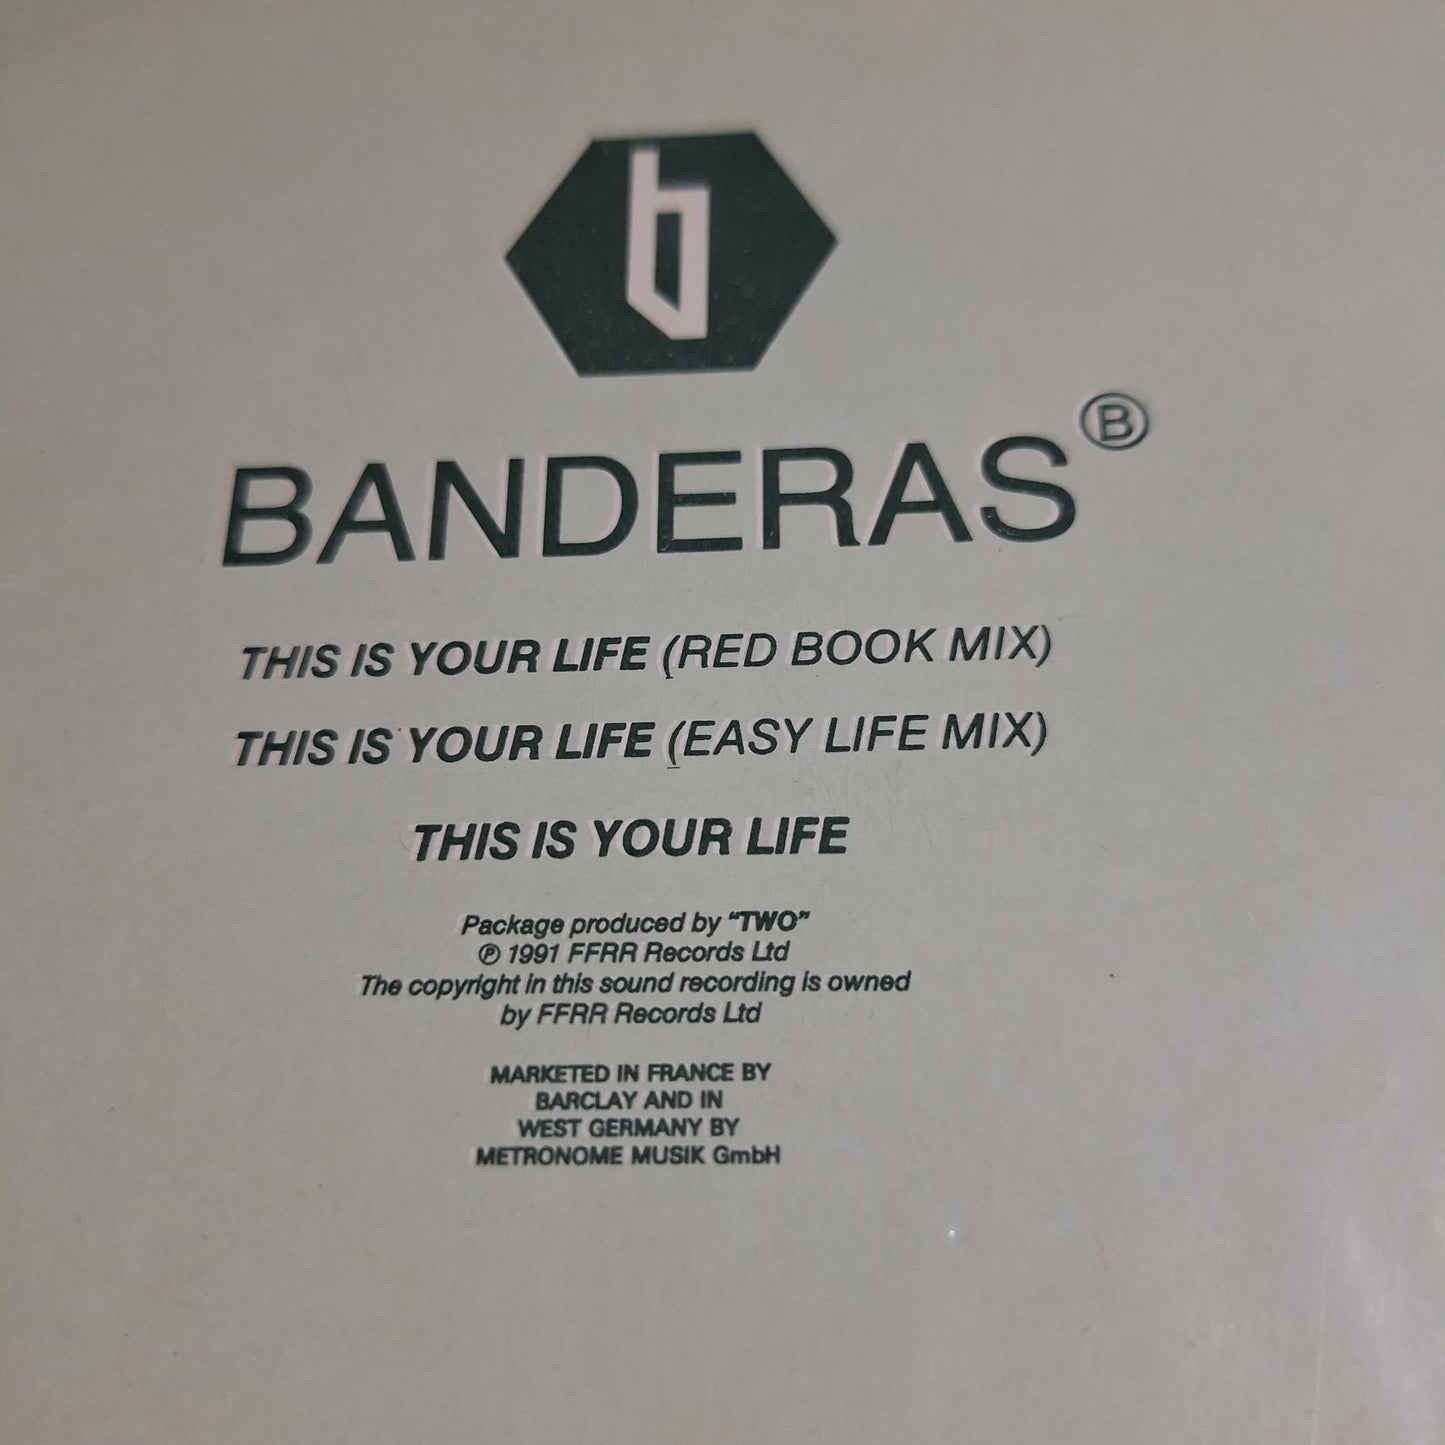 b
BANDERAS Ⓑ
THIS IS YOUR LIFE (RED BOOK MIX)
THIS IS YOUR LIFE (EASY LIFE MIX)
THIS IS YOUR LIFE
Package produced by “TWO”
℗ 1991 FFRR Records Ltd
The copyright in this sound recording is owned
by FFRR Records Ltd
MARKETED IN FRANCE BY
BARCLAY AND IN
WEST GERMANY BY
METRONOME MUSIK GmbH